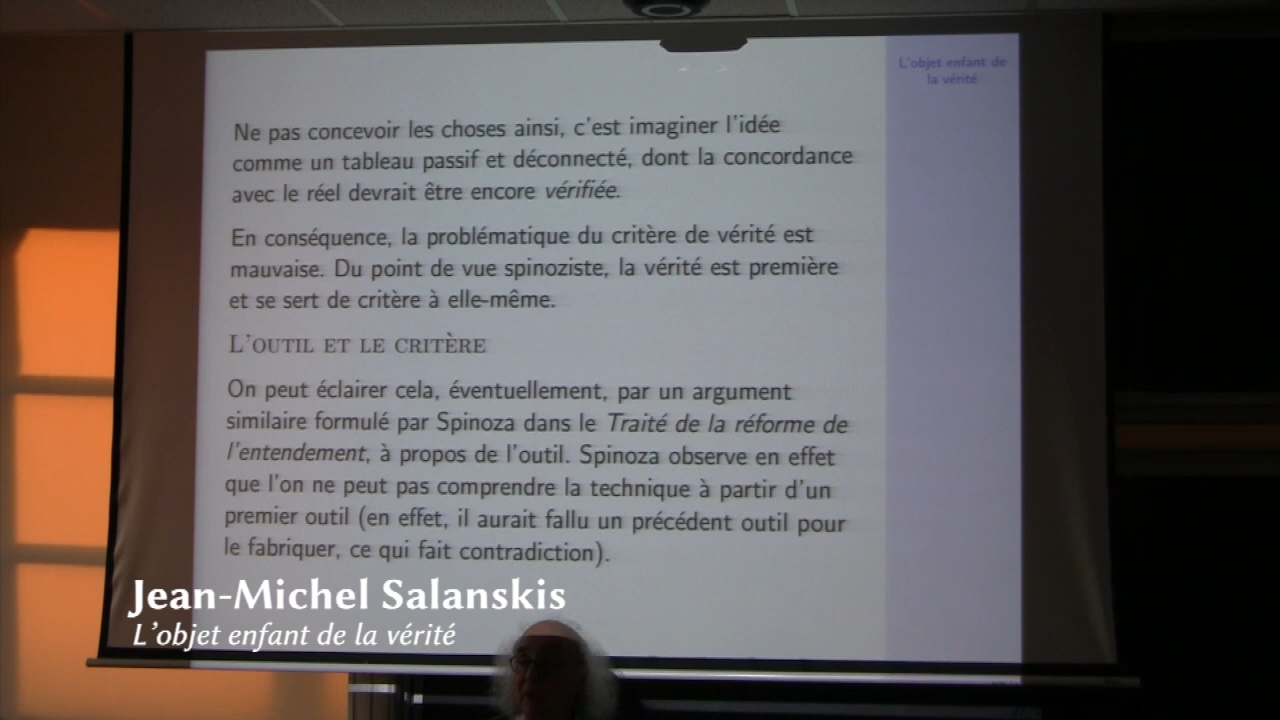 L'objet enfant de
la vérité
Ne pas concevoir les choses ainsi, c'est imaginer l'idée
comme un tableau passif et déconnecté, dont la concordance
avec le réel devrait être encore vérifiée.
En conséquence, la problématique du critère de vérité est
mauvaise. Du point de vue spinoziste, la vérité est première
et se sert de critère à elle-même.
L'OUTIL ET LE CRITÈRE
On peut éclairer cela, éventuellement, par un argument
similaire formulé par Spinoza dans le Traité de la réforme de
l'entendement, à propos de l'outil. Spinoza observe en effet
que l'on ne peut pas comprendre la technique à partir d'un
premier outil (en effet, il aurait fallu un précédent outil pour
le fabriquer, ce qui fait contradiction).
Jean-Michel Salanskis
L'objet enfant de la vérité